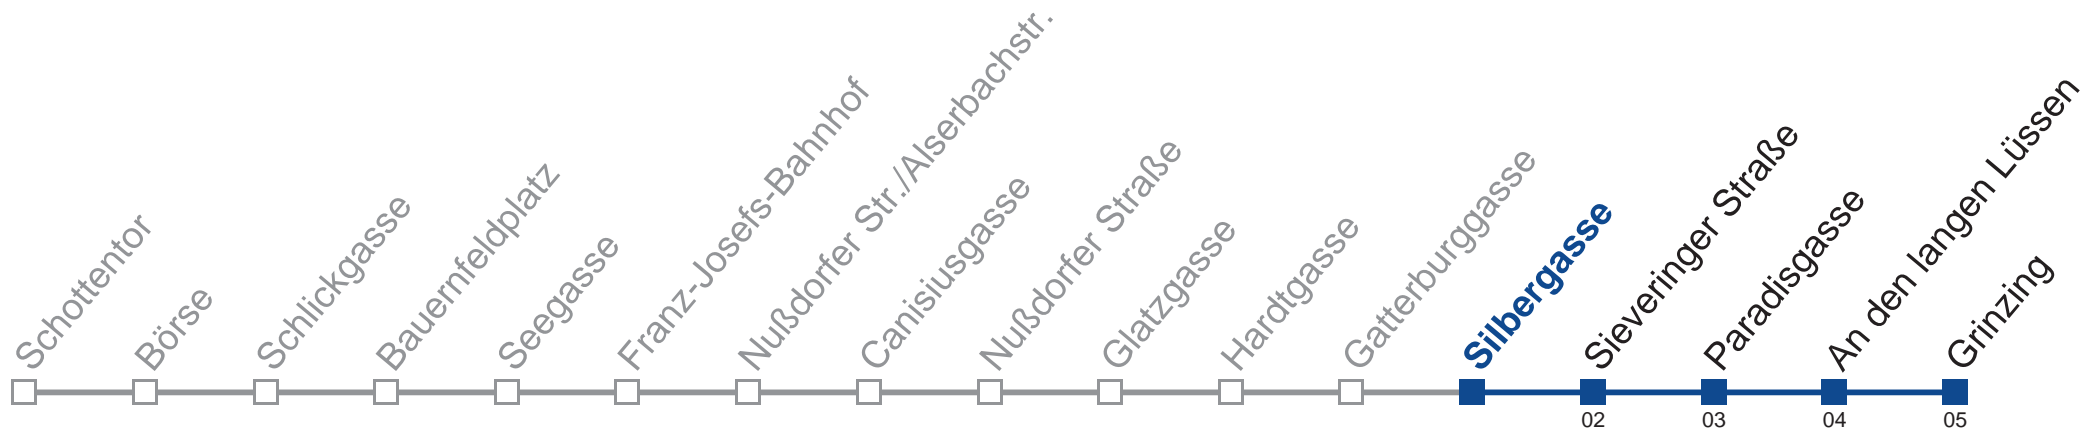 Schottentor
Börse
Schlickgasse
Bauernfeldplatz
Seegasse
Franz-Josefs-Bahnhof
Nußdorfer Str./Alserbachstr.
Canisiusgasse
Nußdorfer Straße
Glatzgasse
Hardtgasse
Gatterburggasse
Silbergasse
Sieveringer Straße
Paradisgasse
An den langen Lüssen
Grinzing
02
03
04
05